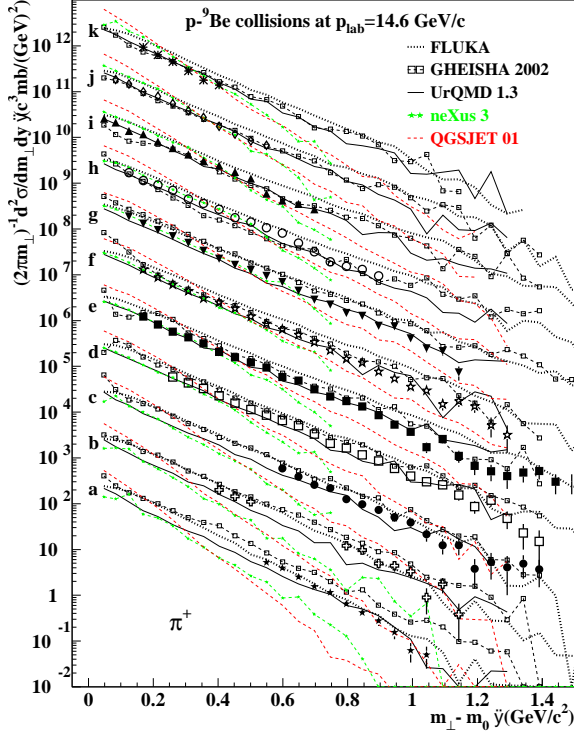 p-⁹Be collisions at p_lab=14.6 GeV/c
FLUKA
GHEISHA 2002
UrQMD 1.3
neXus 3
QGSJET 01
(2πm⊥)⁻¹d²σ/dm⊥dy ÿ(c³mb/(GeV)²)
10¹²
10¹¹
10¹⁰
10⁹
10⁸
10⁷
10⁶
10⁵
10⁴
10³
10²
10
1
10⁻¹
10⁻²
k
j
i
h
g
f
e
d
c
b
a
π⁺
0 0.2 0.4 0.6 0.8 1 1.2 1.4
m⊥- m₀ ÿ(GeV/c²)